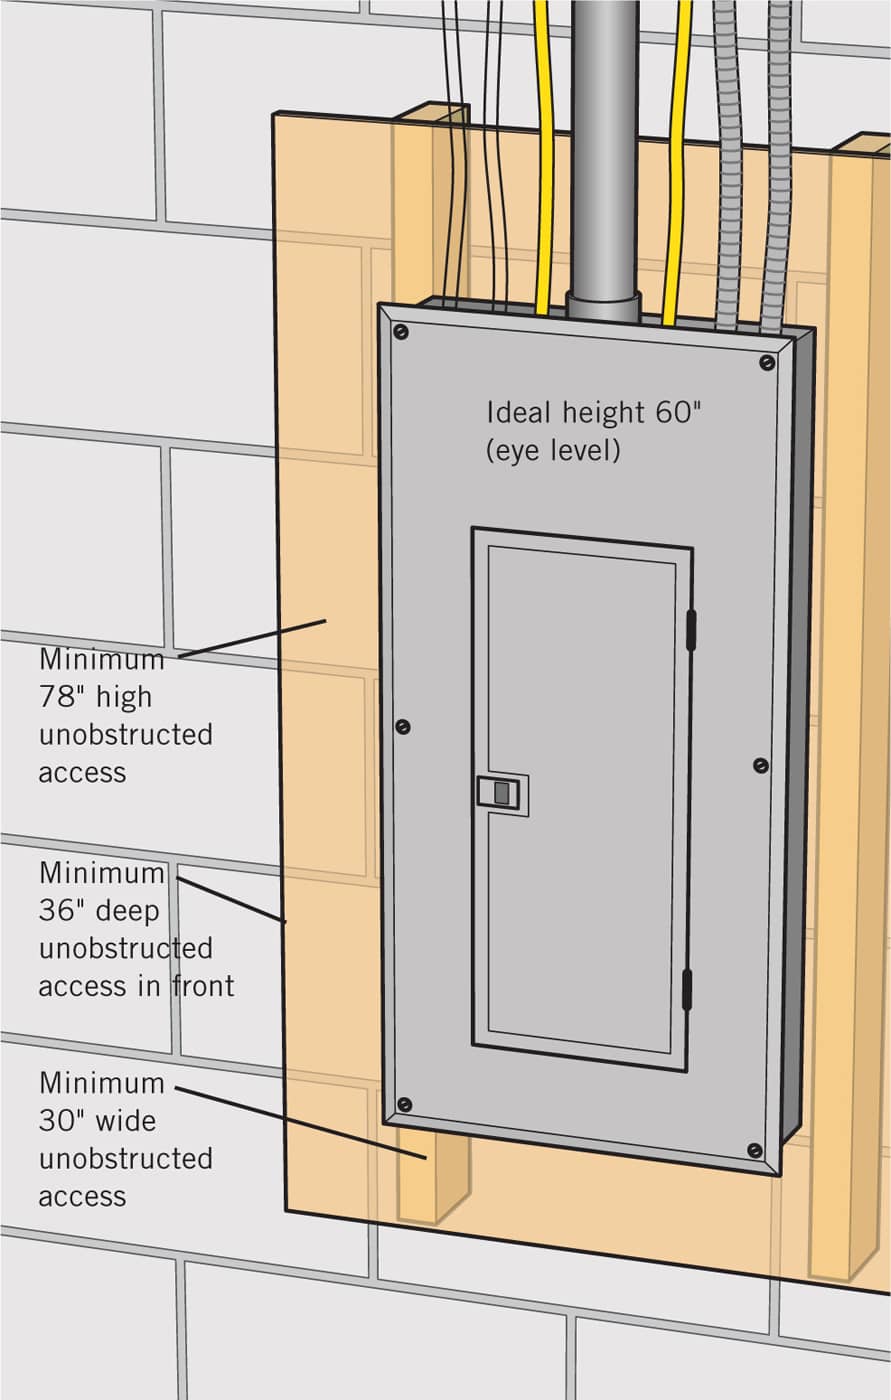 Ideal height 60"
(eye level)
Minimum
78" high
unobstructed
access
Minimum
36" deep
unobstructed
access in front
Minimum
30" wide
unobstructed
access